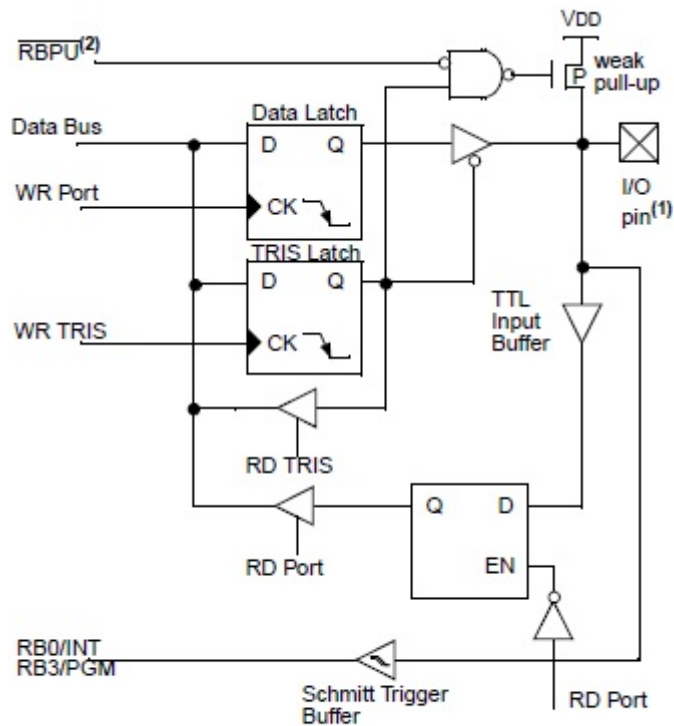 VDD
RBPU(2)
P
weak
pull-up
Data Latch
Data Bus
D Q
WR Port
CK
I/O
pin(1)
TRIS Latch
D Q
TTL
Input
Buffer
WR TRIS
CK
RD TRIS
Q D
RD Port
EN
RB0/INT
RB3/PGM
Schmitt Trigger
Buffer
RD Port